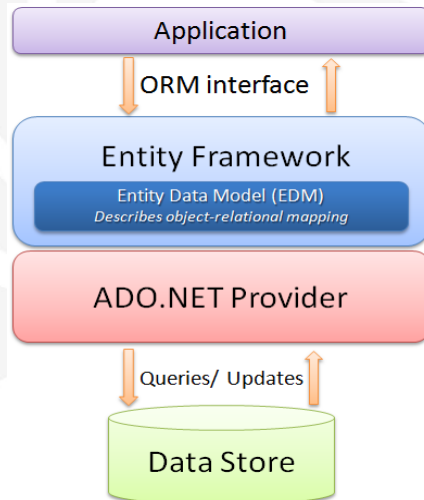 Application
ORM interface
Entity Framework
Entity Data Model (EDM)
Describes object-relational mapping
ADO.NET Provider
Queries/ Updates
Data Store